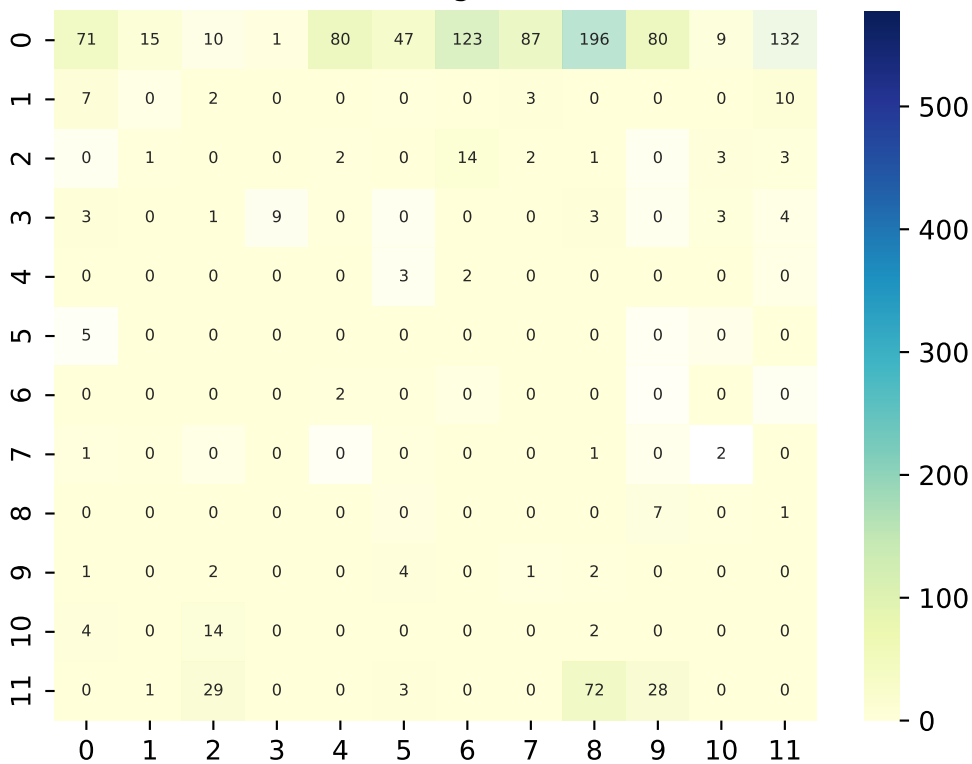 0 71 15 10 1 80 47 123 87 196 80 9 132
1 7 0 2 0 0 0 0 3 0 0 0 10
2 0 1 0 0 2 0 14 2 1 0 3 3
3 3 0 1 9 0 0 0 0 3 0 3 4
4 0 0 0 0 0 3 2 0 0 0 0 0
5 5 0 0 0 0 0 0 0 0 0 0 0
6 0 0 0 0 2 0 0 0 0 0 0 0
7 1 0 0 0 0 0 0 0 1 0 2 0
8 0 0 0 0 0 0 0 0 0 7 0 1
9 1 0 2 0 0 4 0 1 2 0 0 0
10 4 0 14 0 0 0 0 0 2 0 0 0
11 0 1 29 0 0 3 0 0 72 28 0 0
0 1 2 3 4 5 6 7 8 9 10 11
500
400
300
200
100
0